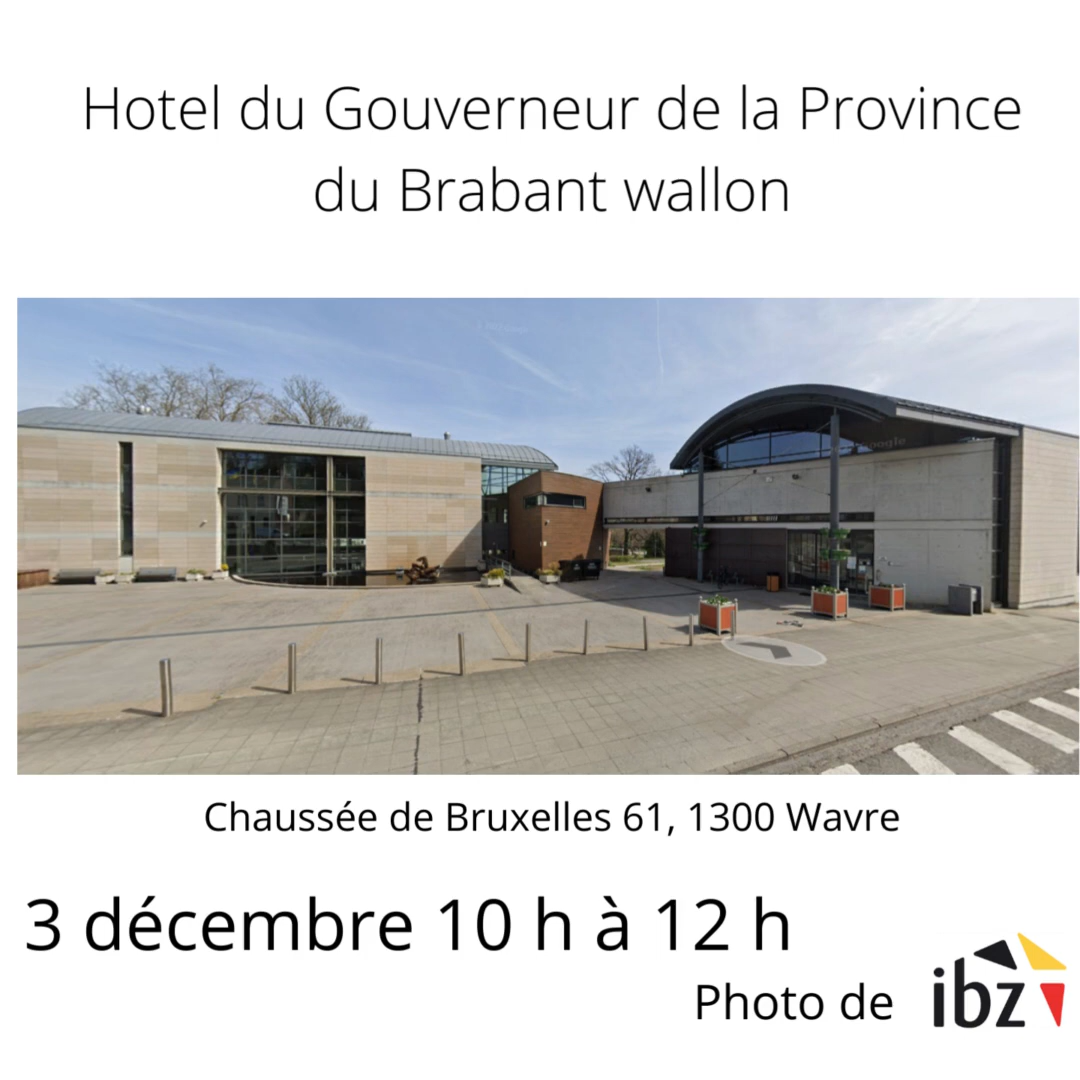 Hotel du Gouverneur de la Province
du Brabant wallon
Google
Chaussée de Bruxelles 61, 1300 Wavre
3 décembre 10 h à 12 h
Photo de ibz